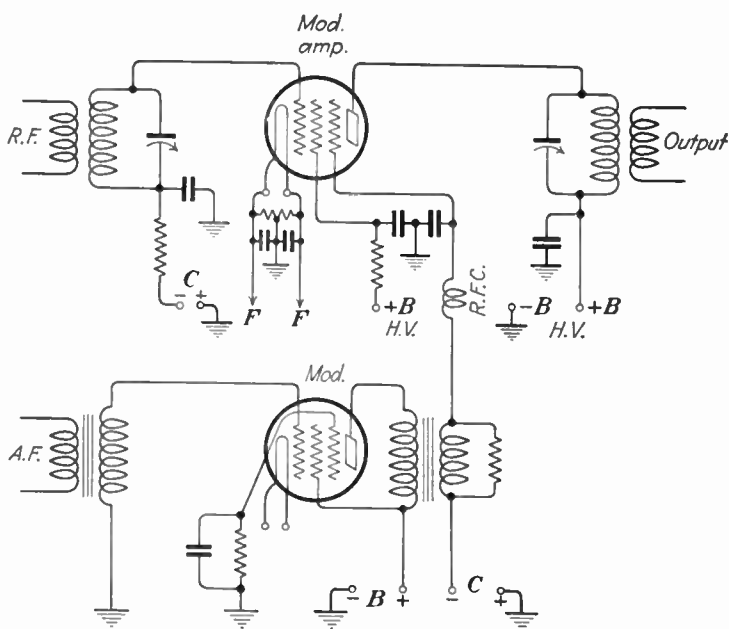 Mod.
amp.
R.F.
Output
C
- +
F F
+B
H.V.
R.F.C.
-B +B
H.V.
Mod.
A.F.
- B +
C
- +